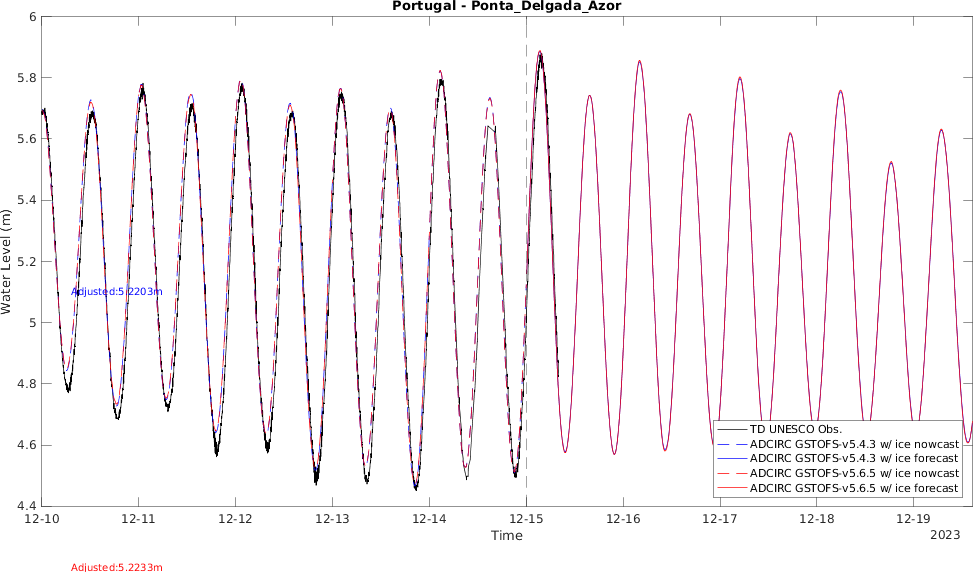 Portugal - Ponta_Delgada_Azor
6
5.8
5.6
5.4
5.2
5
4.8
4.6
4.4
Water Level (m)
Adjusted:5.2203m
TD UNESCO Obs.
ADCIRC GSTOFS-v5.4.3 w/ ice nowcast
ADCIRC GSTOFS-v5.4.3 w/ ice forecast
ADCIRC GSTOFS-v5.6.5 w/ ice nowcast
ADCIRC GSTOFS-v5.6.5 w/ ice forecast
12-10 12-11 12-12 12-13 12-14 12-15 12-16 12-17 12-18 12-19
Time
2023
Adjusted:5.2233m